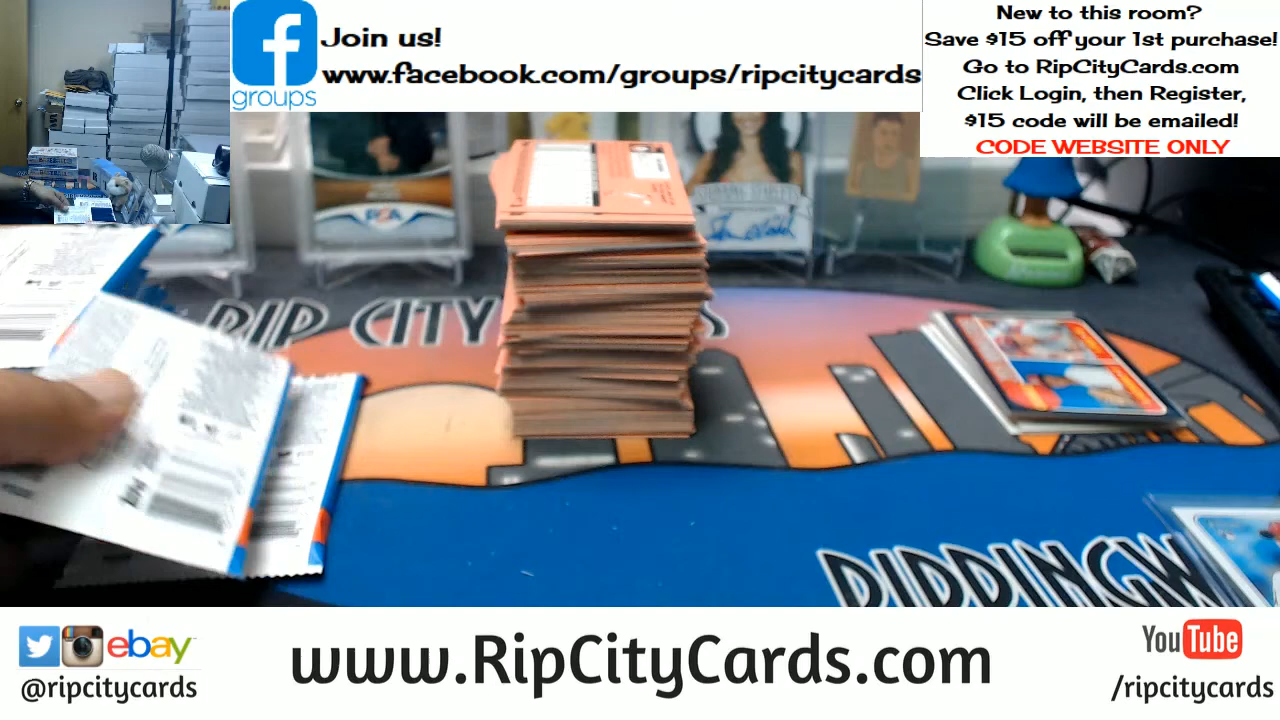 groups
Join us!
www.facebook.com/groups/ripcitycards
New to this room?
Save $15 off your 1st purchase!
Go to RipCityCards.com
Click Login, then Register,
$15 code will be emailed!
CODE WEBSITE ONLY
RIP CITY
RIPPINGW
ebay
@ripcitycards
www.RipCityCards.com
YouTube
/ripcitycards